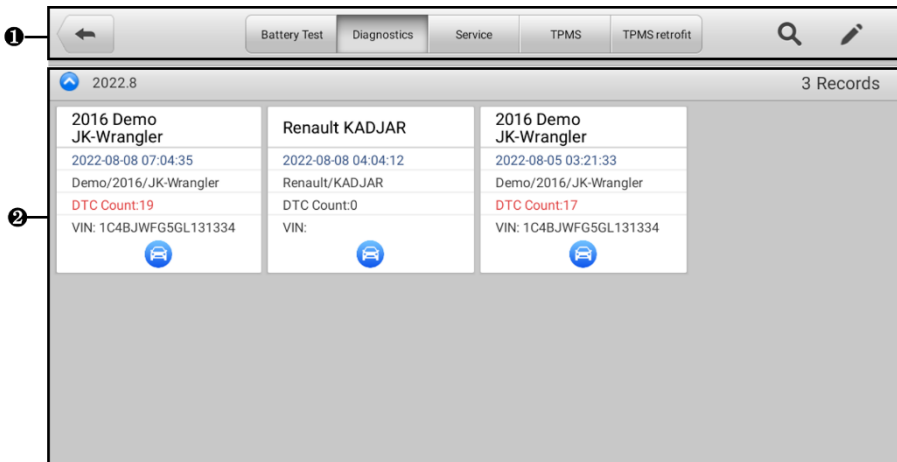 ❶
Battery Test Diagnostics Service TPMS TPMS retrofit
2022.8 3 Records
❷
2016 Demo
JK-Wrangler
2022-08-08 07:04:35
Demo/2016/JK-Wrangler
DTC Count:19
VIN: 1C4BJWFG5GL131334
Renault KADJAR
2022-08-08 04:04:12
Renault/KADJAR
DTC Count:0
VIN:
2016 Demo
JK-Wrangler
2022-08-05 03:21:33
Demo/2016/JK-Wrangler
DTC Count:17
VIN: 1C4BJWFG5GL131334